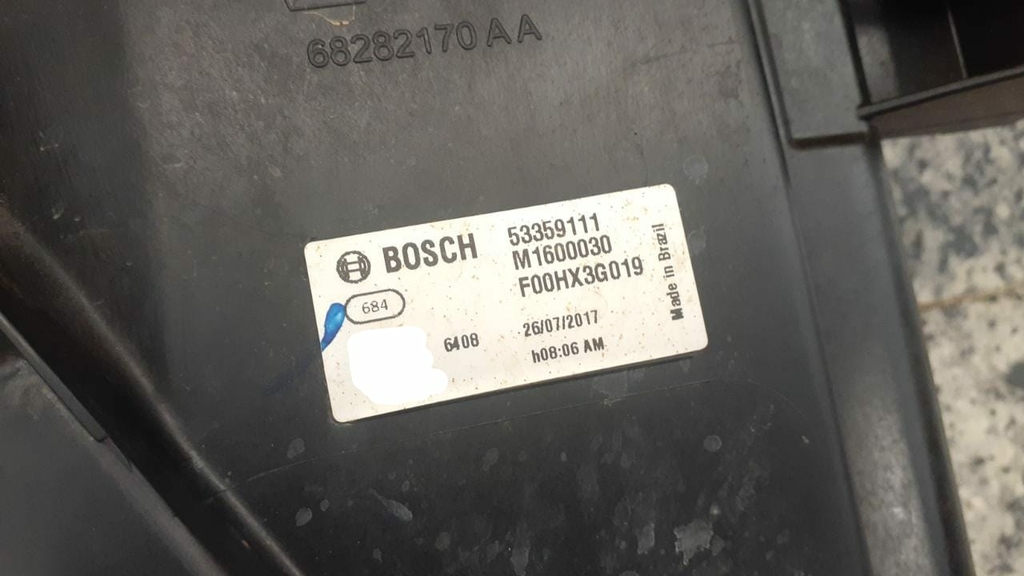 68282170 AA
BOSCH
53359111
M1600030
F00HX3G019
Made in Brazil
684
6408
26/07/2017
h08:06 AM